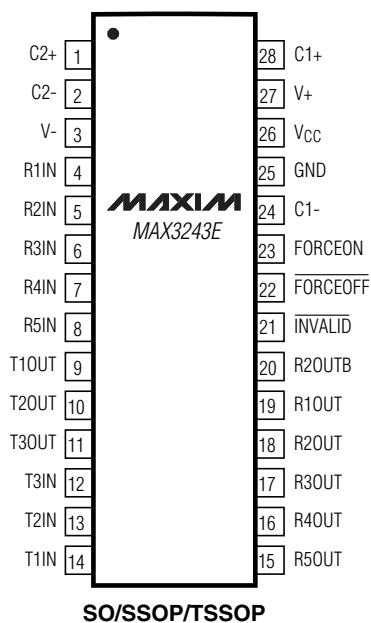 C2+ 1
C2- 2
V- 3
R1IN 4
R2IN 5
R3IN 6
R4IN 7
R5IN 8
T1OUT 9
T2OUT 10
T3OUT 11
T3IN 12
T2IN 13
T1IN 14
MAXIM
MAX3243E
28 C1+
27 V+
26 VCC
25 GND
24 C1-
23 FORCEON
22 FORCEOFF
21 INVALID
20 R2OUTB
19 R1OUT
18 R2OUT
17 R3OUT
16 R4OUT
15 R5OUT
SO/SSOP/TSSOP